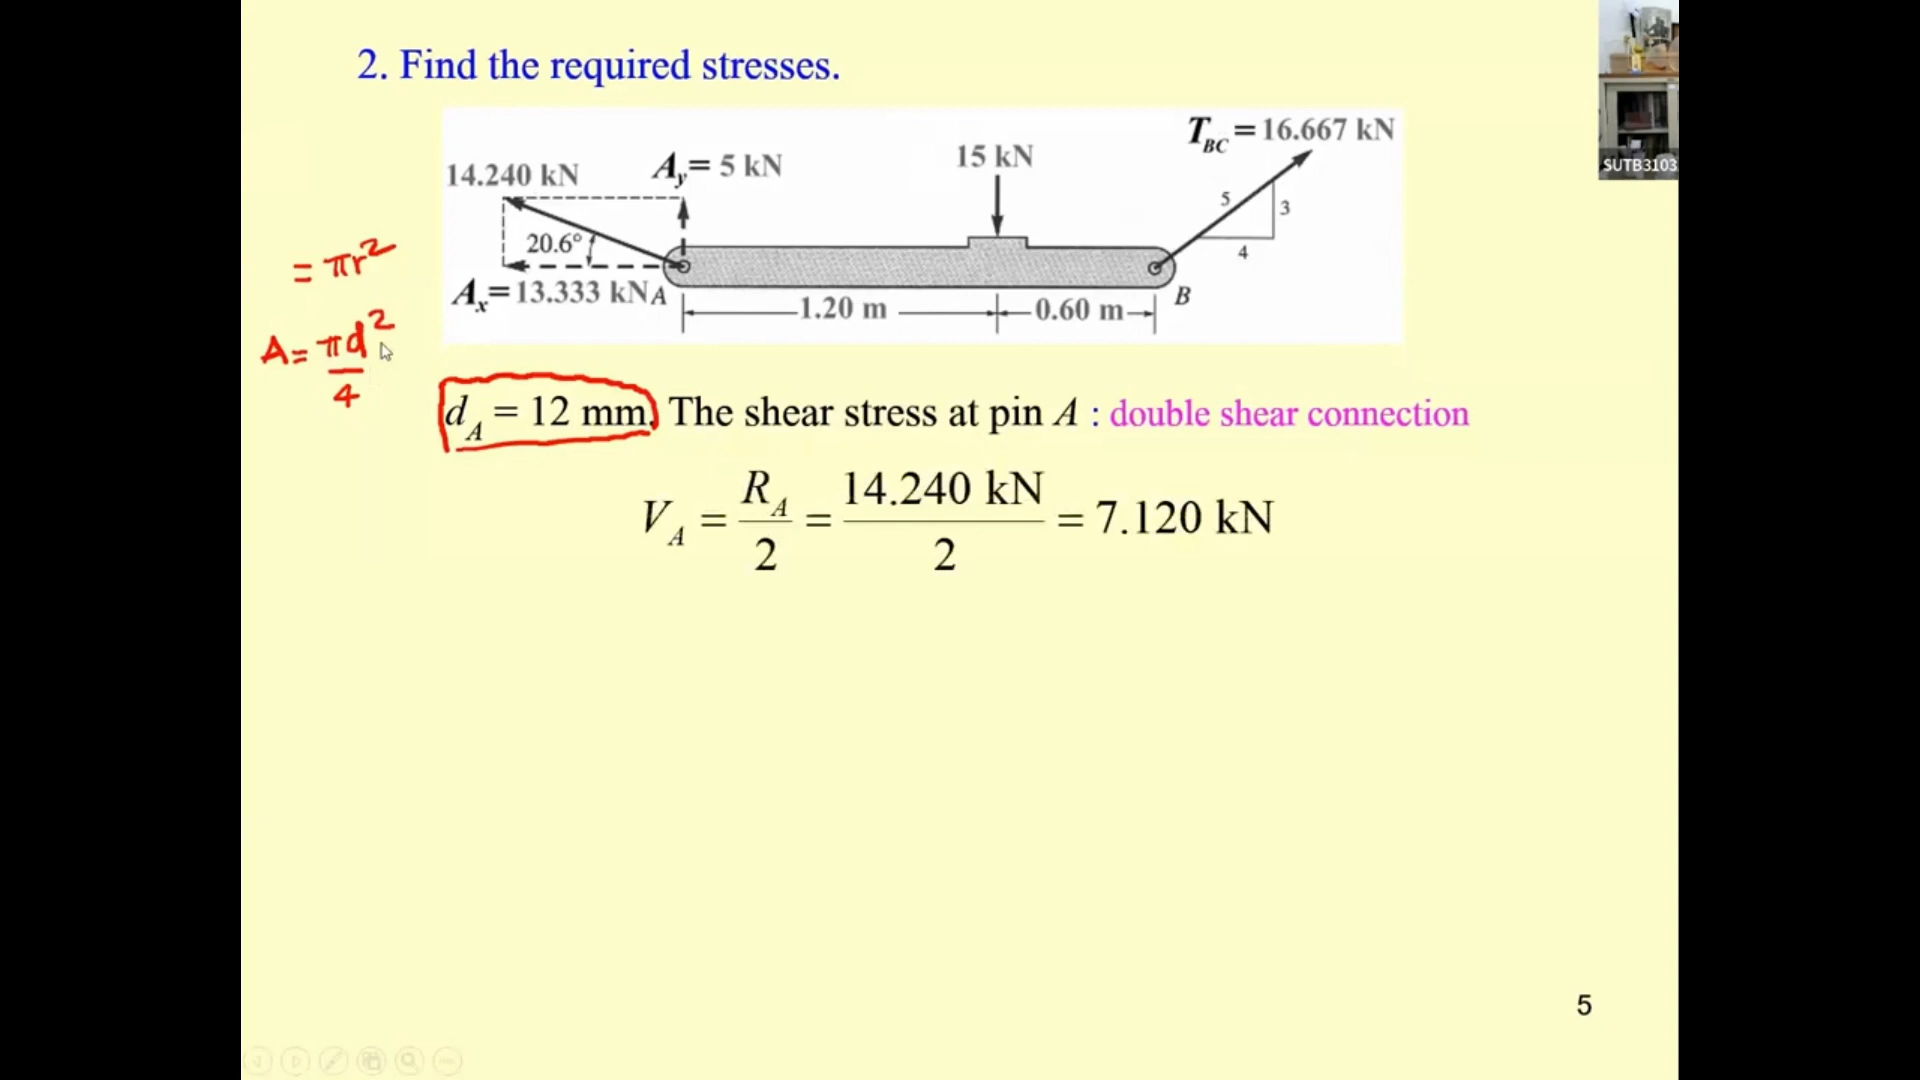 2. Find the required stresses.
T_BC = 16.667 kN
14.240 kN
A_y = 5 kN
15 kN
5
3
4
20.6°
A_x = 13.333 kN A
B
1.20 m
0.60 m
= πr²
A = πd²/4
d_A = 12 mm. The shear stress at pin A : double shear connection
V_A = R_A/2 = 14.240 kN/2 = 7.120 kN
5
SUTB3103